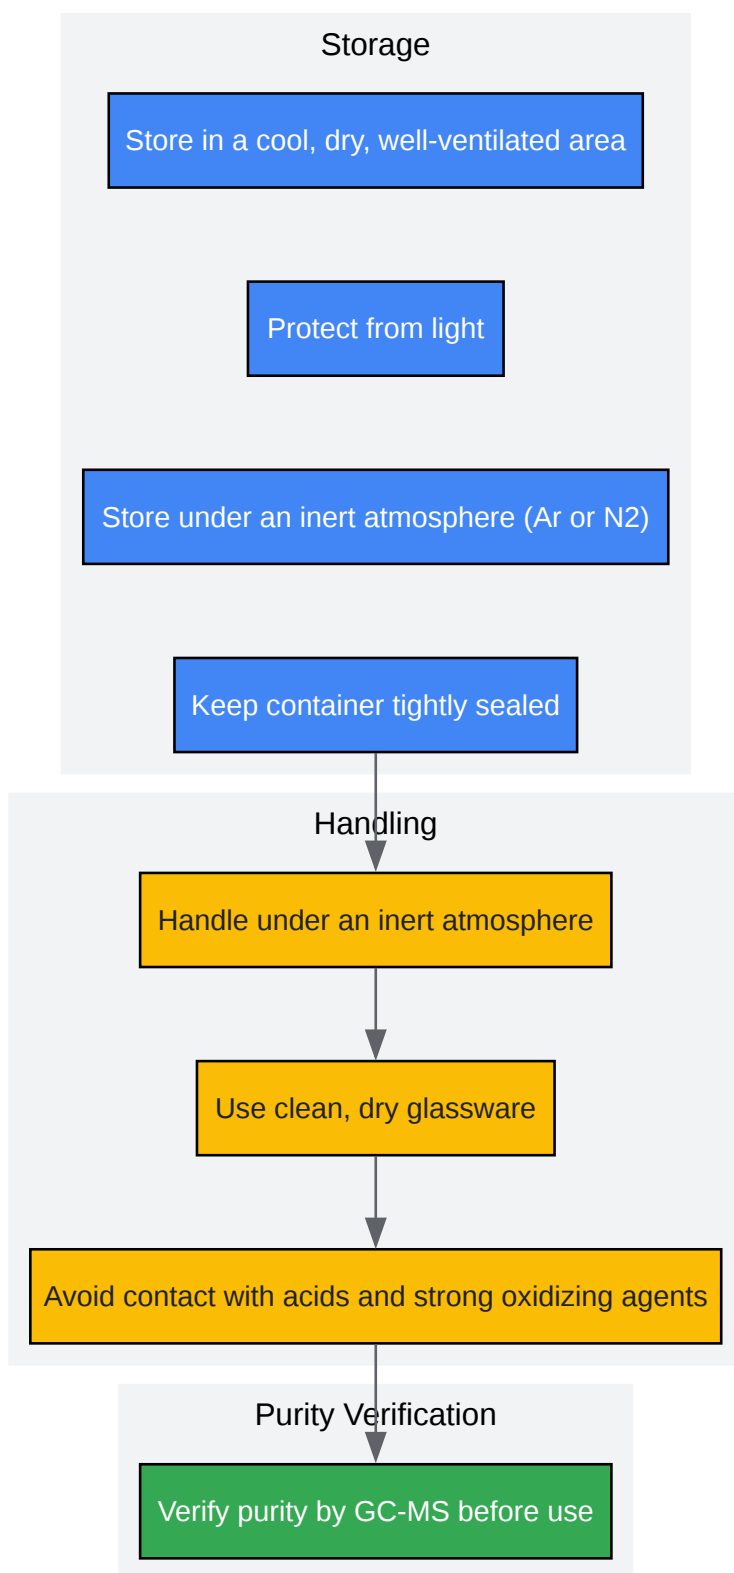 Storage
Store in a cool, dry, well-ventilated area
Protect from light
Store under an inert atmosphere (Ar or N2)
Keep container tightly sealed
Handling
Handle under an inert atmosphere
Use clean, dry glassware
Avoid contact with acids and strong oxidizing agents
Purity Verification
Verify purity by GC-MS before use